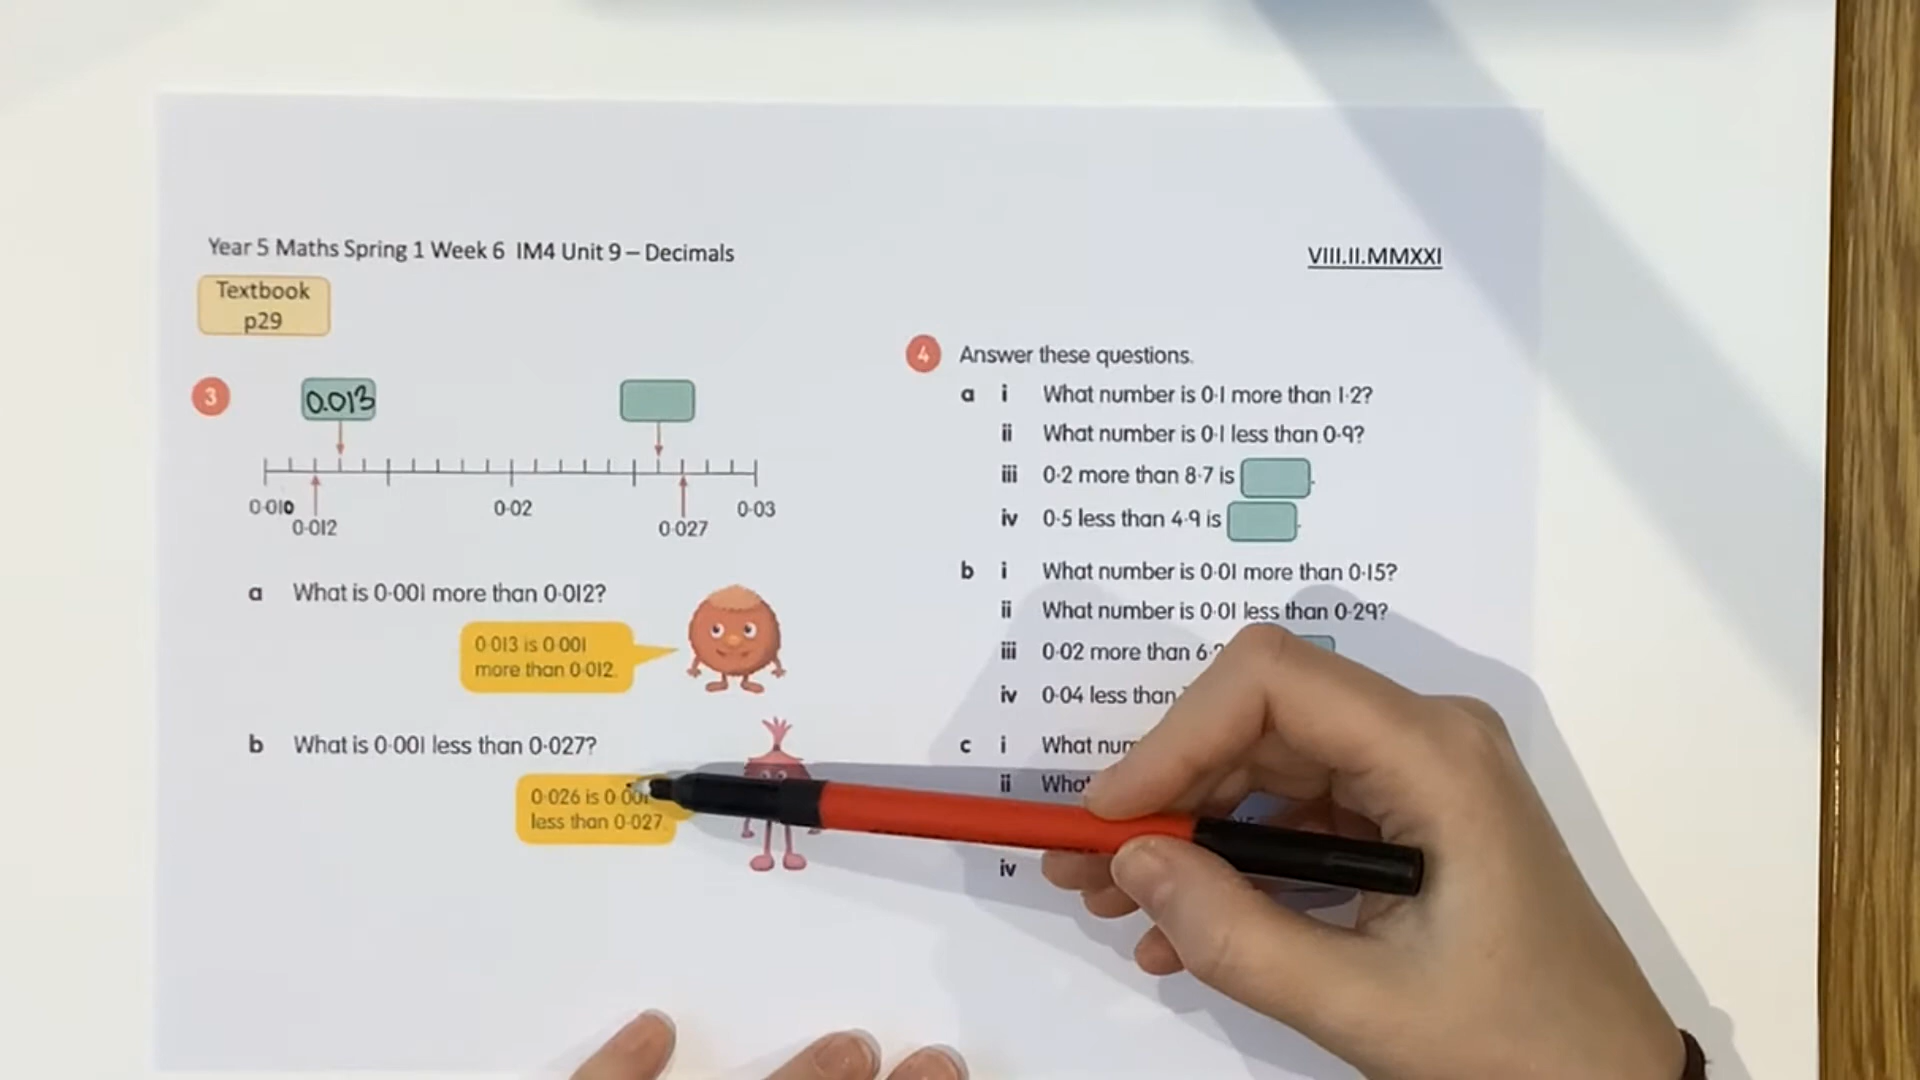 Year 5 Maths Spring 1 Week 6 IM4 Unit 9 – Decimals
VIII.II.MMXXI
Textbook
p29
3
0.013
0·010
0·012
0·02
0·027
0·03
a What is 0·001 more than 0·012?
0·013 is 0·001
more than 0·012.
b What is 0·001 less than 0·027?
0·026 is 0·001
less than 0·027.
4 Answer these questions.
a i What number is 0·1 more than 1·2?
ii What number is 0·1 less than 0·9?
iii 0·2 more than 8·7 is .
iv 0·5 less than 4·9 is .
b i What number is 0·01 more than 0·15?
ii What number is 0·01 less than 0·29?
iii 0·02 more than
iv 0·04 less than
c i What
ii
iv